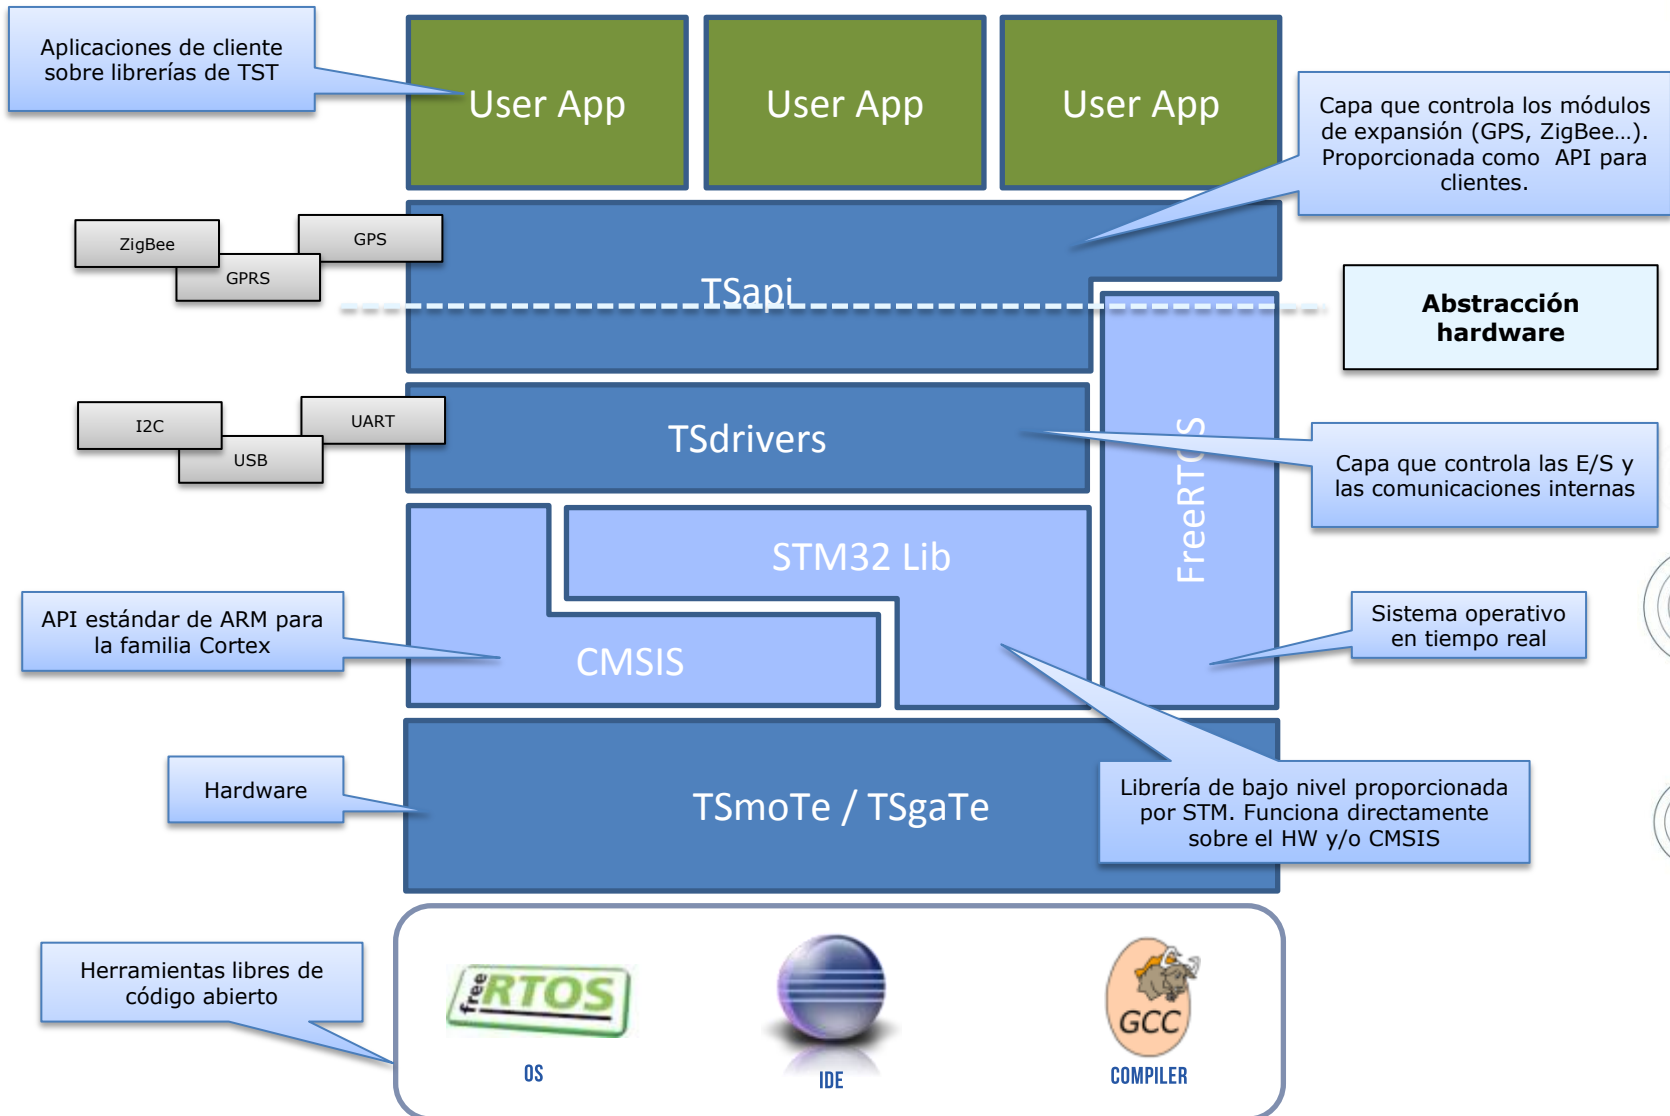 Aplicaciones de cliente
sobre librerías de TST
User App
User App
User App
Capa que controla los módulos
de expansión (GPS, ZigBee...).
Proporcionada como API para
clientes.
ZigBee
GPS
GPRS
TSapi
Abstracción
hardware
I2C
UART
USB
TSdrivers
FreeRTOS
Capa que controla las E/S y
las comunicaciones internas
STM32 Lib
API estándar de ARM para
la familia Cortex
CMSIS
Sistema operativo
en tiempo real
Hardware
TSmoTe / TSgaTe
Librería de bajo nivel proporcionada
por STM. Funciona directamente
sobre el HW y/o CMSIS
Herramientas libres de
código abierto
free RTOS
GCC
OS
IDE
COMPILER